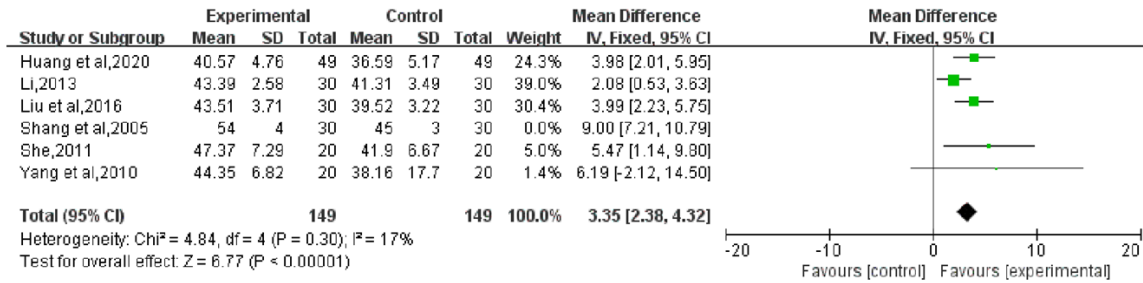 Experimental Control Mean Difference Mean Difference
Study or Subgroup Mean SD Total Mean SD Total Weight IV, Fixed, 95% CI IV, Fixed, 95% CI
Huang et al,2020 40.57 4.76 49 36.59 5.17 49 24.3% 3.98 [2.01, 5.95]
Li,2013 43.39 2.58 30 41.31 3.49 30 39.0% 2.08 [0.53, 3.63]
Liu et al,2016 43.51 3.71 30 39.52 3.22 30 30.4% 3.99 [2.23, 5.75]
Shang et al,2005 54 4 30 45 3 30 0.0% 9.00 [7.21, 10.79]
She,2011 47.37 7.29 20 41.9 6.67 20 5.0% 5.47 [1.14, 9.80]
Yang et al,2010 44.35 6.82 20 38.16 17.7 20 1.4% 6.19 [-2.12, 14.50]
Total (95% CI) 149 149 100.0% 3.35 [2.38, 4.32]
Heterogeneity: Chi² = 4.84, df = 4 (P = 0.30); I² = 17%
Test for overall effect: Z = 6.77 (P < 0.00001)
-20 -10 0 10 20
Favours [control] Favours [experimental]